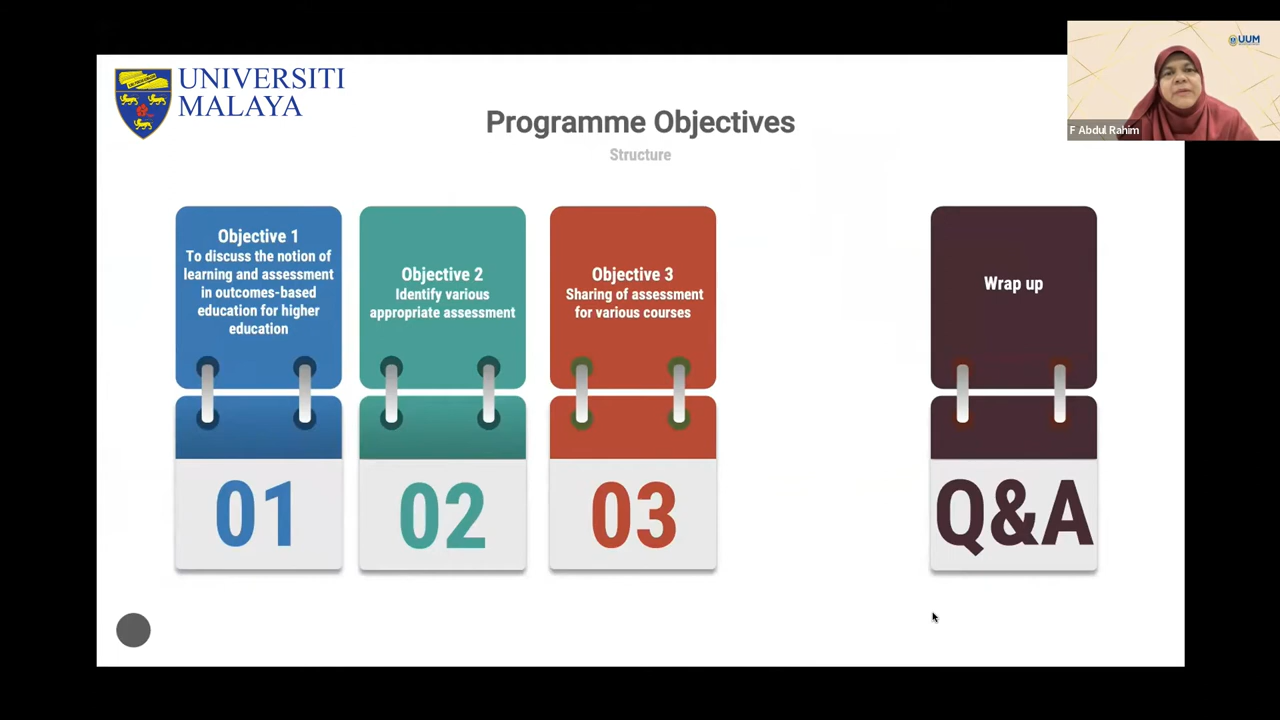 UNIVERSITI
MALAYA
Programme Objectives
Structure
Objective 1
To discuss the notion of
learning and assessment
in outcomes-based
education for higher
education
01
Objective 2
Identify various
appropriate assessment
02
Objective 3
Sharing of assessment
for various courses
03
Wrap up
Q&A
UUM
F Abdul Rahim